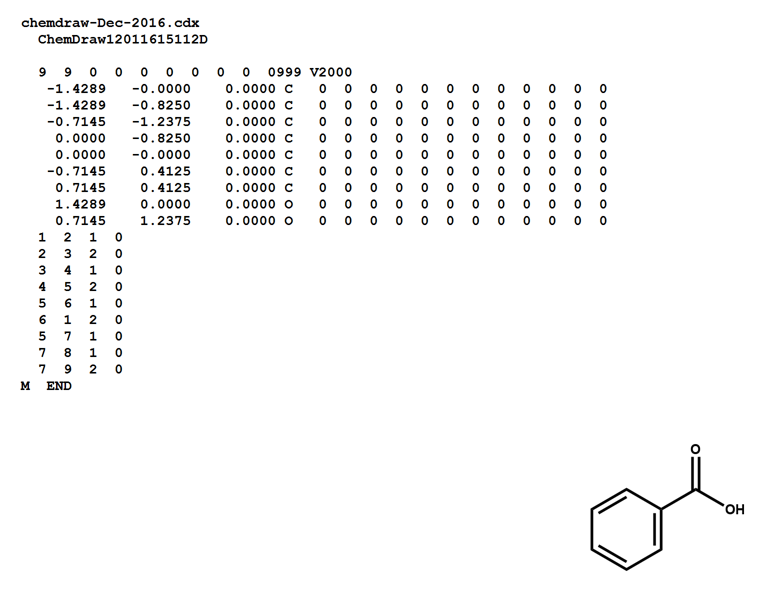 chemdraw-Dec-2016.cdx
  ChemDraw12011615112D

  9  9  0  0  0  0  0  0  0  0999 V2000
   -1.4289   -0.0000    0.0000 C   0  0  0  0  0  0  0  0  0  0  0  0
   -1.4289   -0.8250    0.0000 C   0  0  0  0  0  0  0  0  0  0  0  0
   -0.7145   -1.2375    0.0000 C   0  0  0  0  0  0  0  0  0  0  0  0
    0.0000   -0.8250    0.0000 C   0  0  0  0  0  0  0  0  0  0  0  0
    0.0000   -0.0000    0.0000 C   0  0  0  0  0  0  0  0  0  0  0  0
   -0.7145    0.4125    0.0000 C   0  0  0  0  0  0  0  0  0  0  0  0
    0.7145    0.4125    0.0000 C   0  0  0  0  0  0  0  0  0  0  0  0
    1.4289    0.0000    0.0000 O   0  0  0  0  0  0  0  0  0  0  0  0
    0.7145    1.2375    0.0000 O   0  0  0  0  0  0  0  0  0  0  0  0
  1  2  1  0
  2  3  2  0
  3  4  1  0
  4  5  2  0
  5  6  1  0
  6  1  2  0
  5  7  1  0
  7  8  1  0
  7  9  2  0
M  END
O
OH